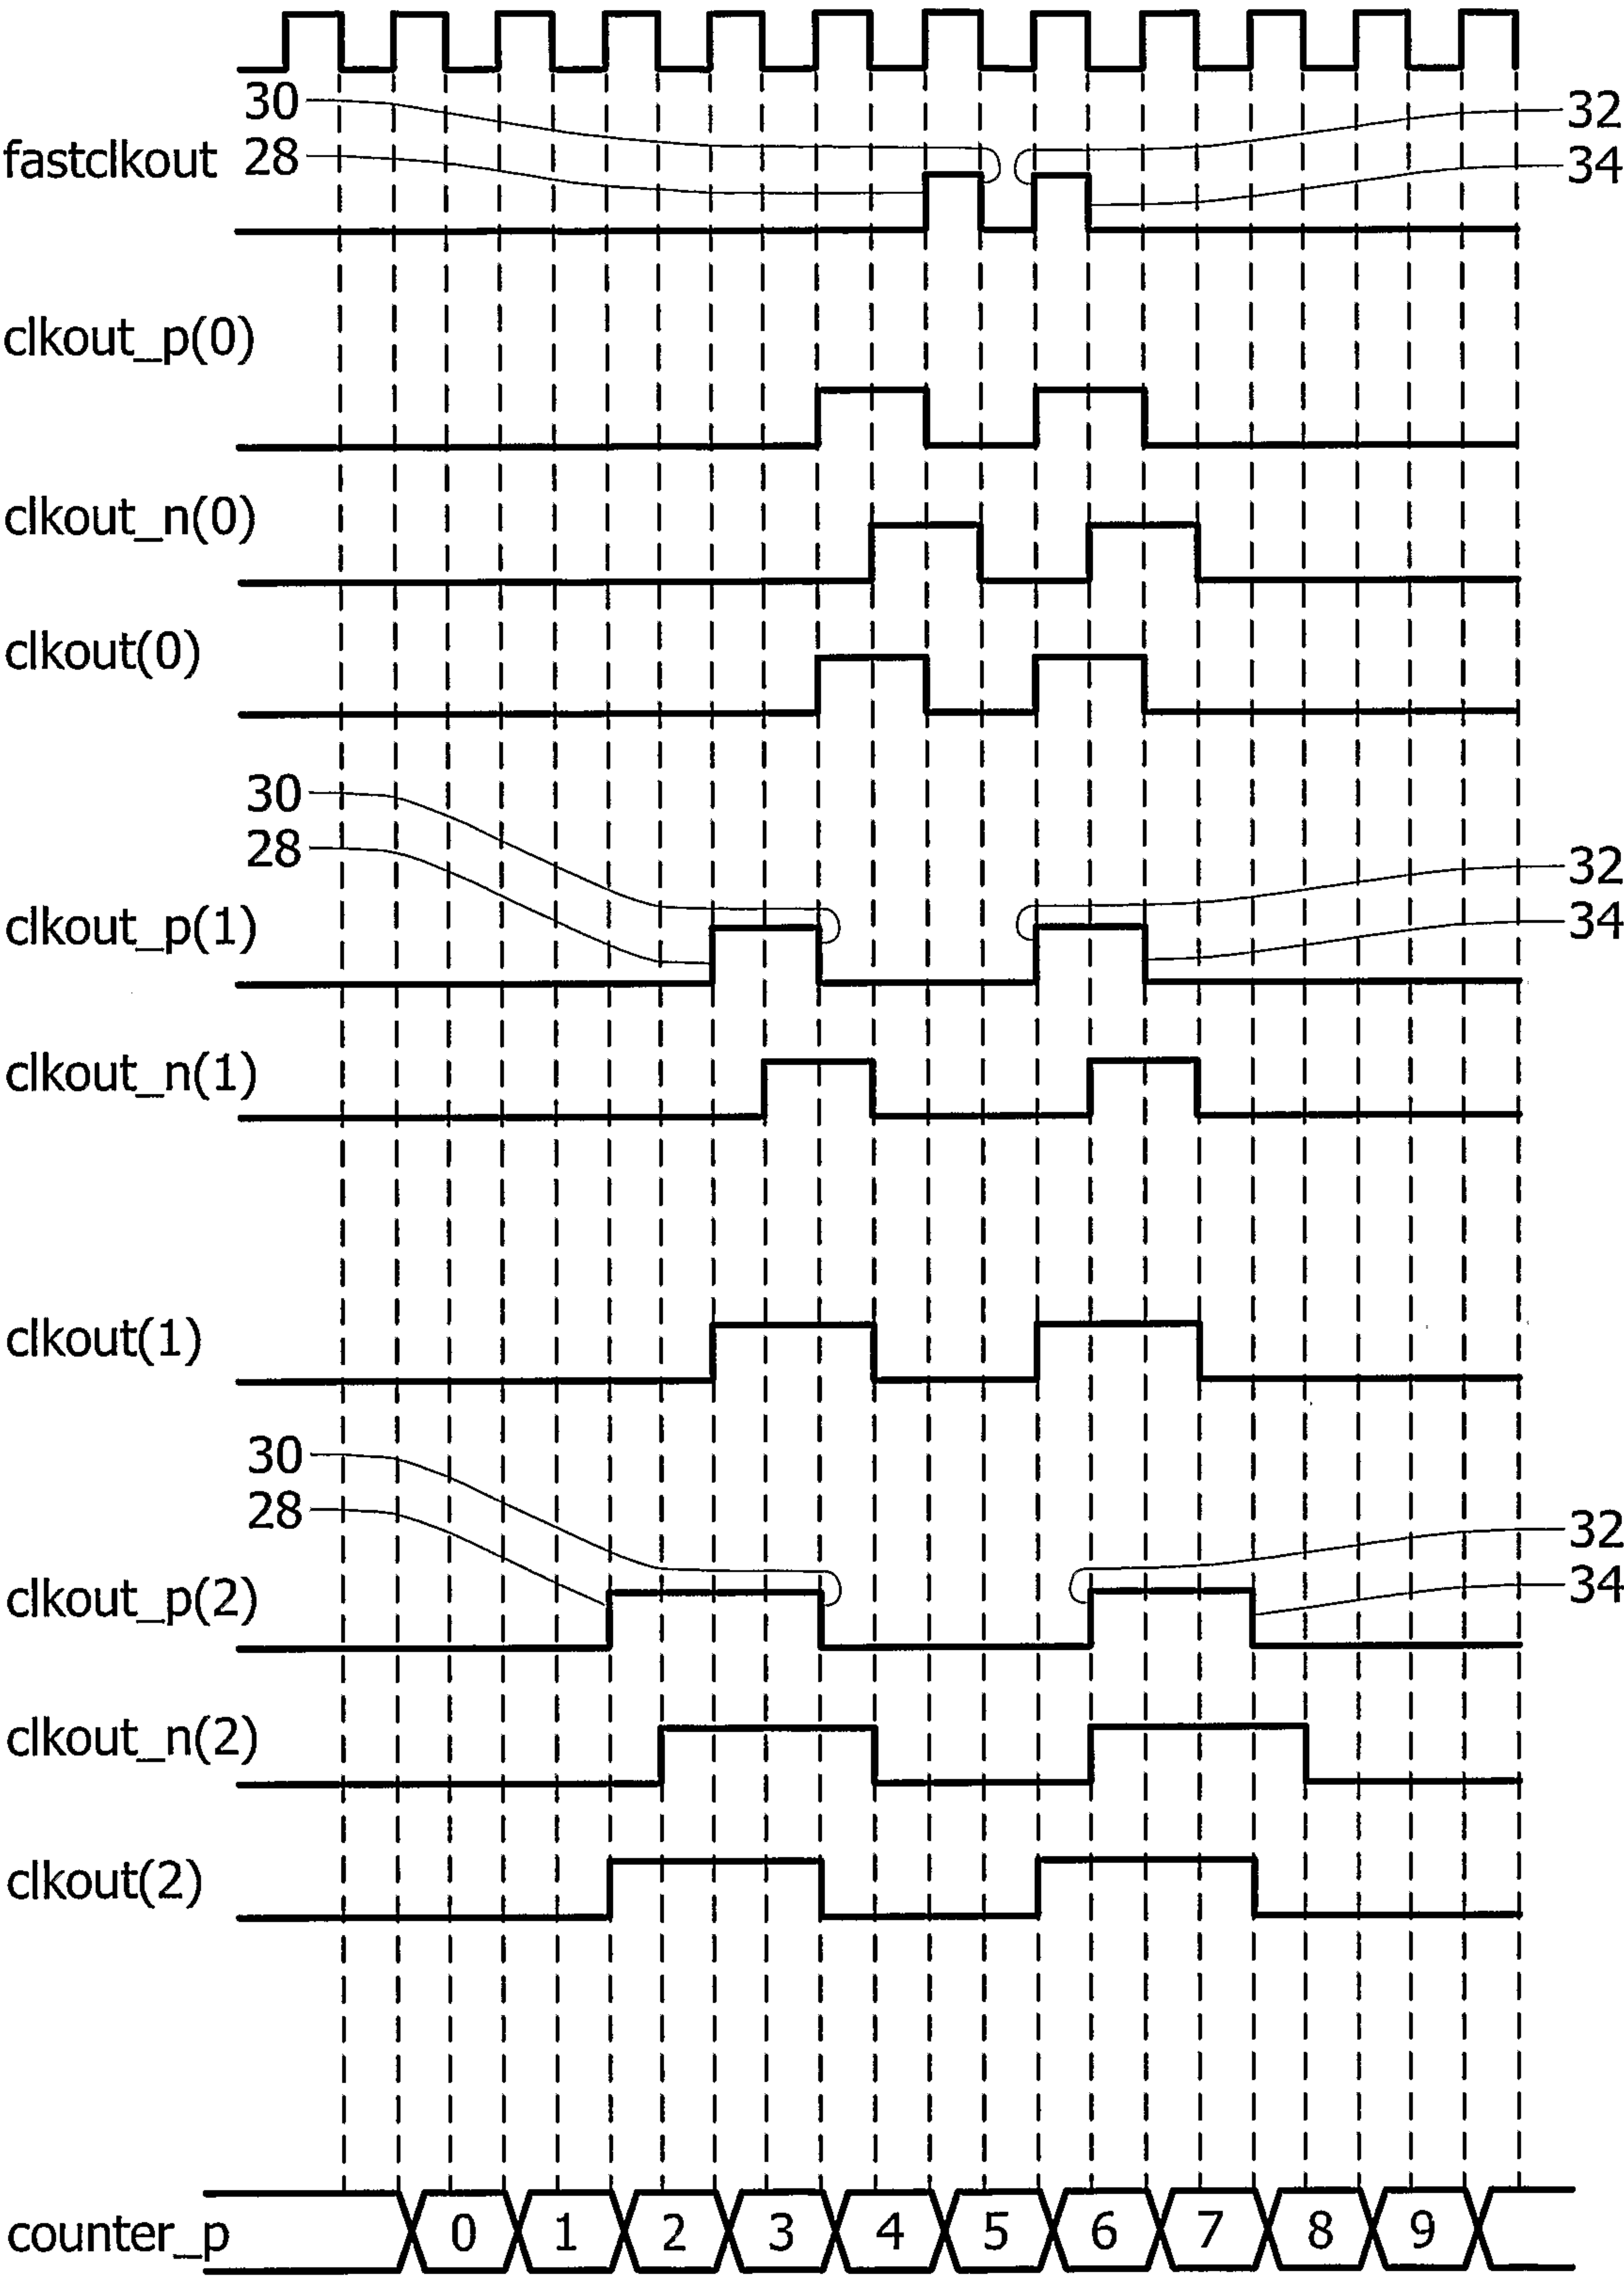 30
32
fastclkout 28
34
clkout_p(0)
clkout_n(0)
clkout(0)
30
28
32
clkout_p(1)
34
clkout_n(1)
clkout(1)
30
28
32
clkout_p(2)
34
clkout_n(2)
clkout(2)
counter_p 0 1 2 3 4 5 6 7 8 9